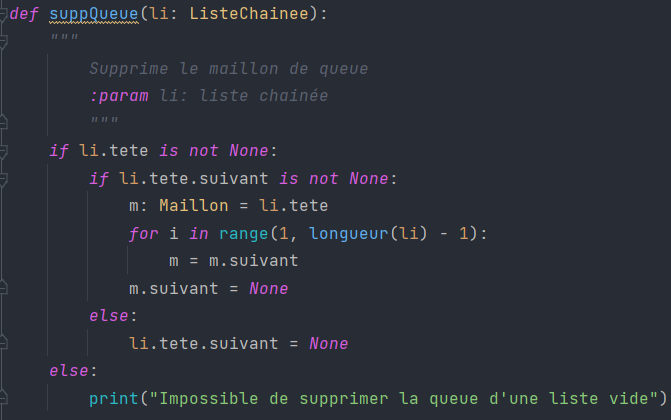 def suppQueue(li: ListeChainee):
    """
        Supprime le maillon de queue
        :param li: liste chainée
        """
    if li.tete is not None:
        if li.tete.suivant is not None:
            m: Maillon = li.tete
            for i in range(1, longueur(li) - 1):
                m = m.suivant
            m.suivant = None
        else:
            li.tete.suivant = None
    else:
        print("Impossible de supprimer la queue d'une liste vide")